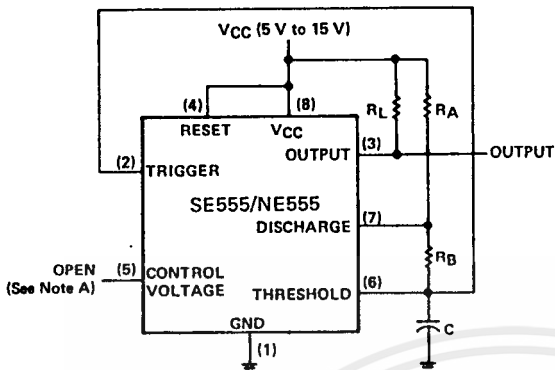 VCC (5 V to 15 V)
(4)
(8)
RL
RA
RESET
VCC
(3)
OUTPUT
OUTPUT
(2)
TRIGGER
SE555/NE555
(7)
DISCHARGE
RB
OPEN
(See Note A)
(5)
CONTROL
VOLTAGE
(6)
THRESHOLD
GND
C
(1)